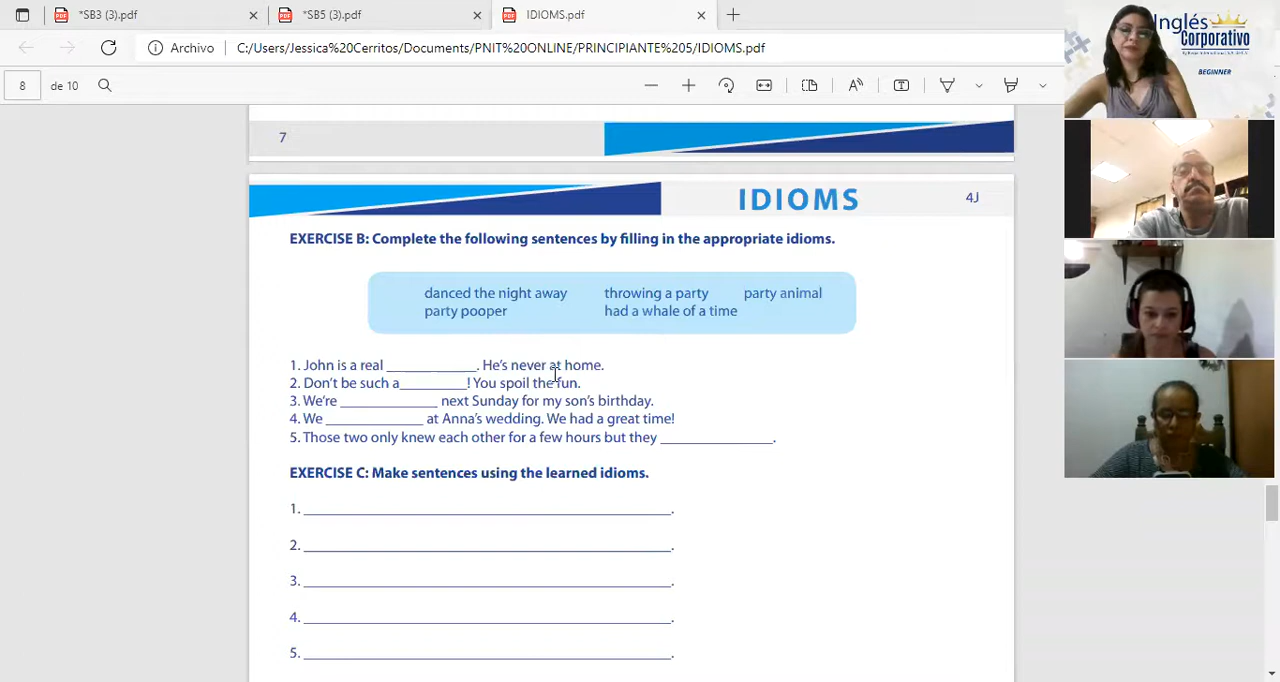 *SB3 (3).pdf
*SB5 (3).pdf
IDIOMS.pdf
Archivo
C:/Users/Jessica%20Cerritos/Documents/PNIT%20ONLINE/PRINCIPIANTE%205/IDIOMS.pdf
8 de 10
Inglés
Corporativo
BEGINNER
7
IDIOMS
4J
EXERCISE B: Complete the following sentences by filling in the appropriate idioms.
danced the night away throwing a party party animal
party pooper had a whale of a time
1. John is a real ____________. He's never at home.
2. Don't be such a_________! You spoil the fun.
3. We're _____________ next Sunday for my son's birthday.
4. We _____________ at Anna's wedding. We had a great time!
5. Those two only knew each other for a few hours but they _______________.
EXERCISE C: Make sentences using the learned idioms.
1. __________________________________________________.
2. __________________________________________________.
3. __________________________________________________.
4. __________________________________________________.
5. __________________________________________________.